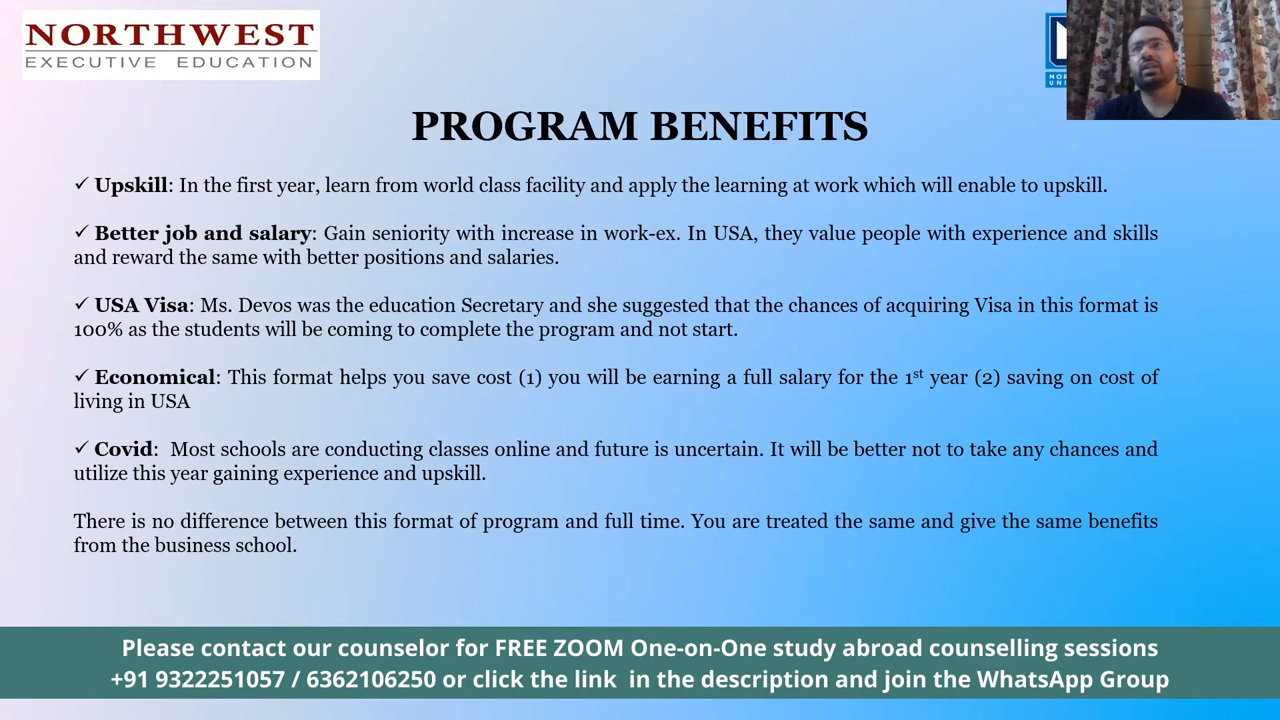 NORTHWEST
EXECUTIVE EDUCATION
PROGRAM BENEFITS
✓ Upskill: In the first year, learn from world class facility and apply the learning at work which will enable to upskill.
✓ Better job and salary: Gain seniority with increase in work-ex. In USA, they value people with experience and skills
and reward the same with better positions and salaries.
✓ USA Visa: Ms. Devos was the education Secretary and she suggested that the chances of acquiring Visa in this format is
100% as the students will be coming to complete the program and not start.
✓ Economical: This format helps you save cost (1) you will be earning a full salary for the 1st year (2) saving on cost of
living in USA
✓ Covid: Most schools are conducting classes online and future is uncertain. It will be better not to take any chances and
utilize this year gaining experience and upskill.
There is no difference between this format of program and full time. You are treated the same and give the same benefits
from the business school.
Please contact our counselor for FREE ZOOM One-on-One study abroad counselling sessions
+91 9322251057 / 6362106250 or click the link in the description and join the WhatsApp Group